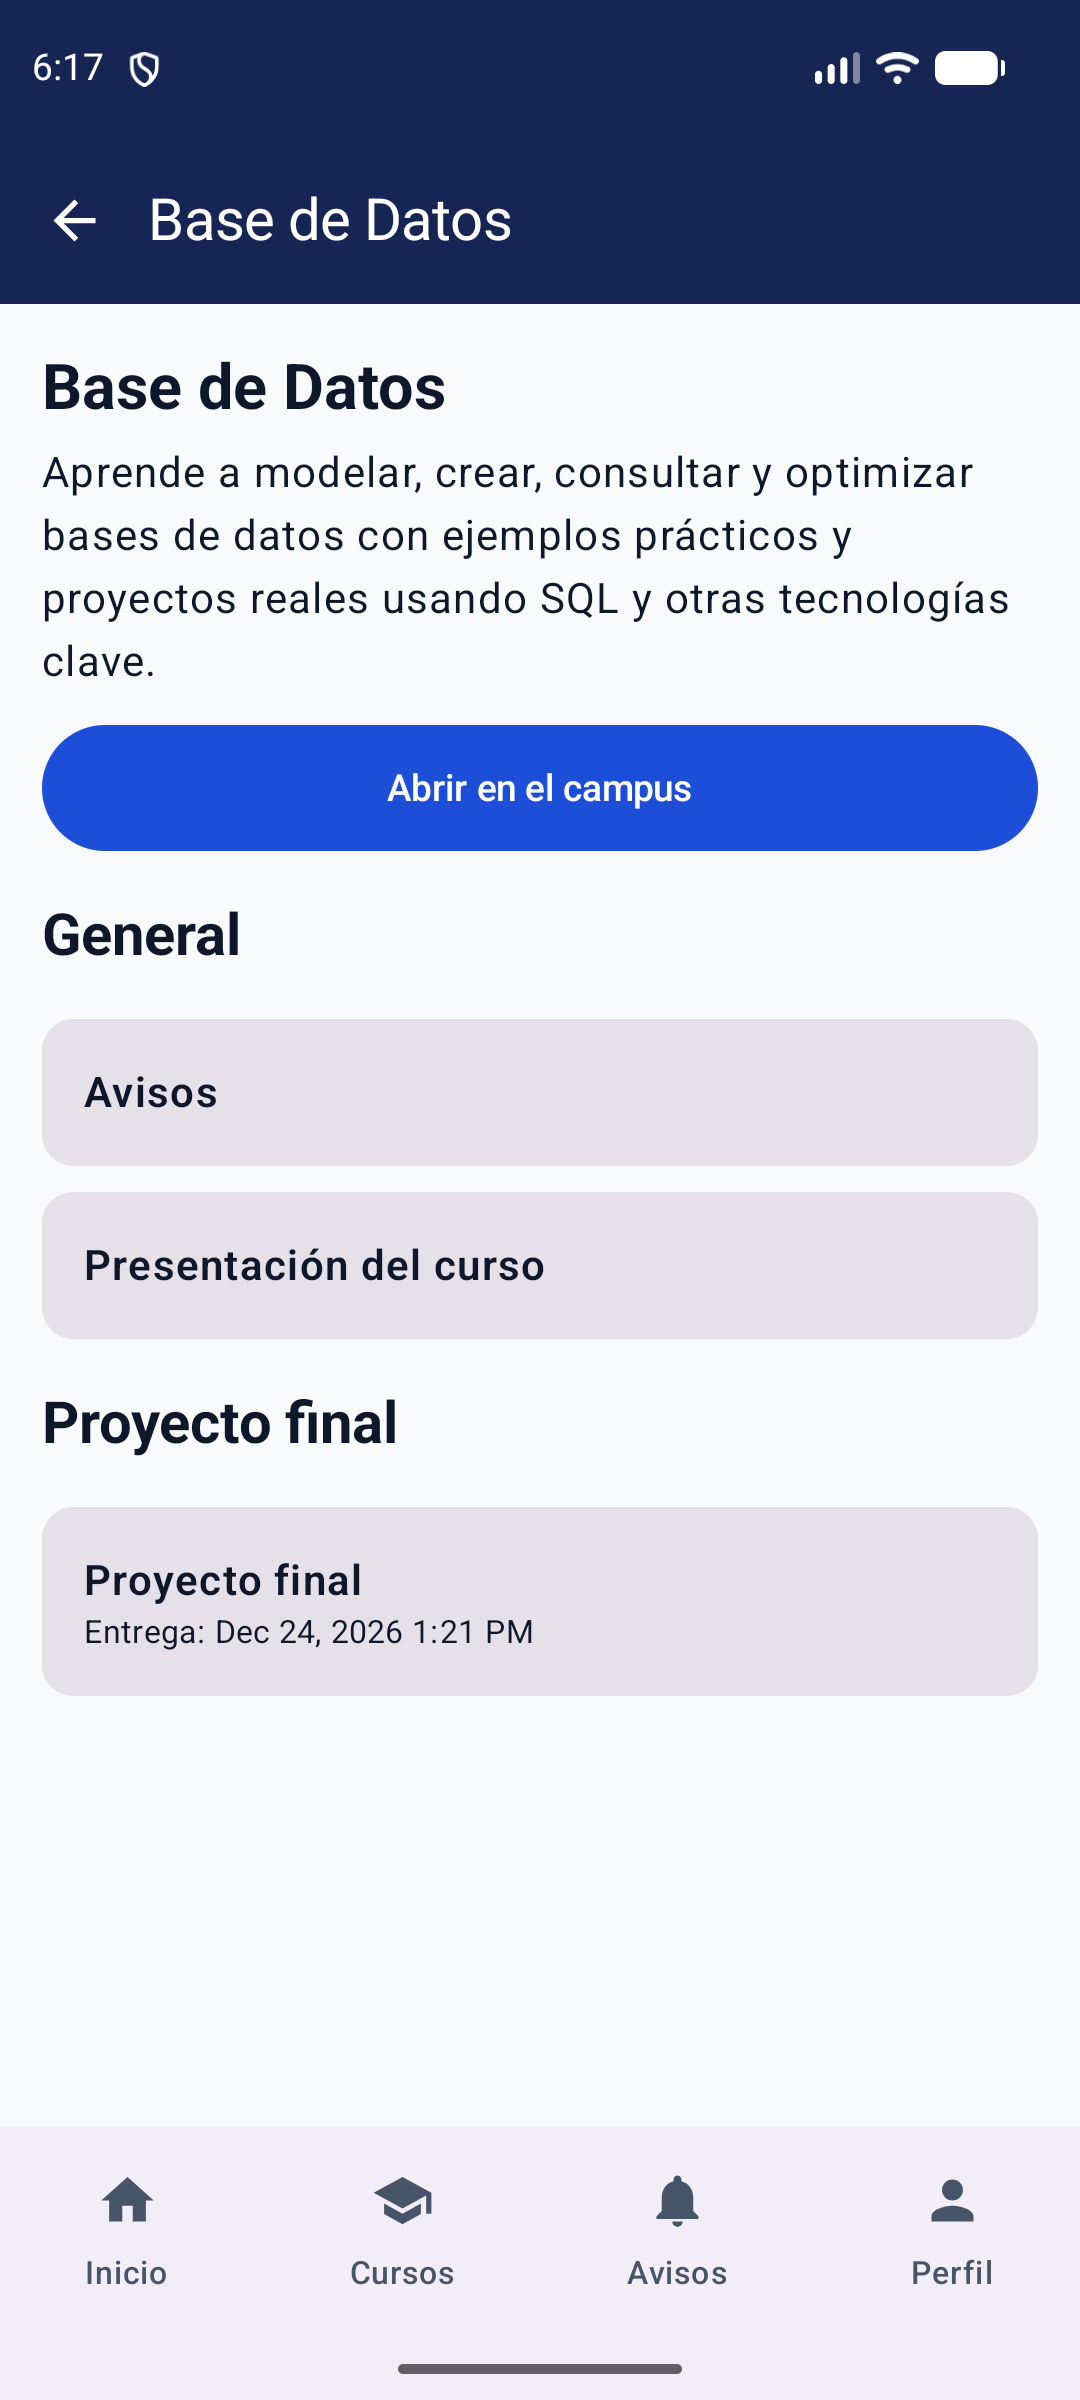 6:17
Base de Datos
Base de Datos
Aprende a modelar, crear, consultar y optimizar
bases de datos con ejemplos prácticos y
proyectos reales usando SQL y otras tecnologías
clave.
Abrir en el campus
General
Avisos
Presentación del curso
Proyecto final
Proyecto final
Entrega: Dec 24, 2026 1:21 PM
Inicio
Cursos
Avisos
Perfil